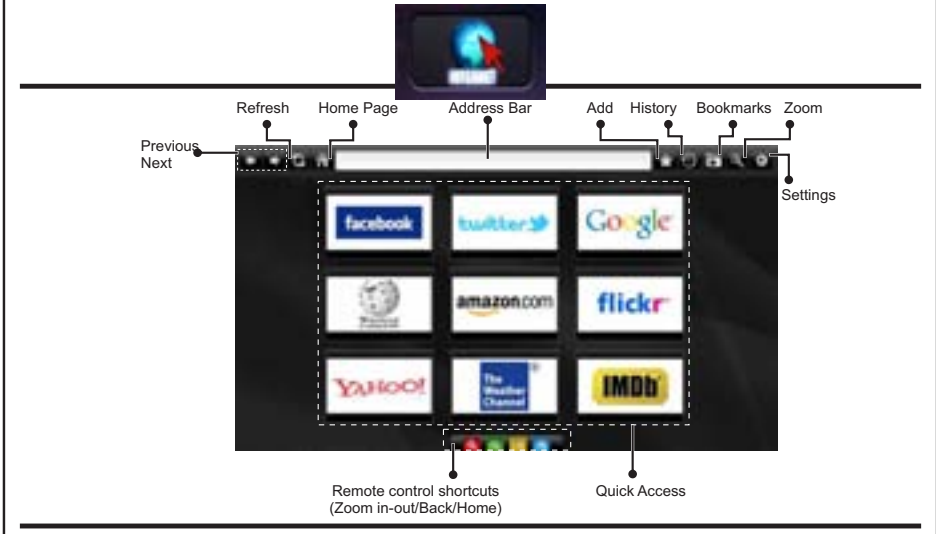 INTERNET
Refresh Home Page Address Bar Add History Bookmarks Zoom
Previous
Next
Settings
facebook twitter Google
amazon.com flickr
YAHOO! The Weather Channel IMDb
Remote control shortcuts
(Zoom in-out/Back/Home)
Quick Access